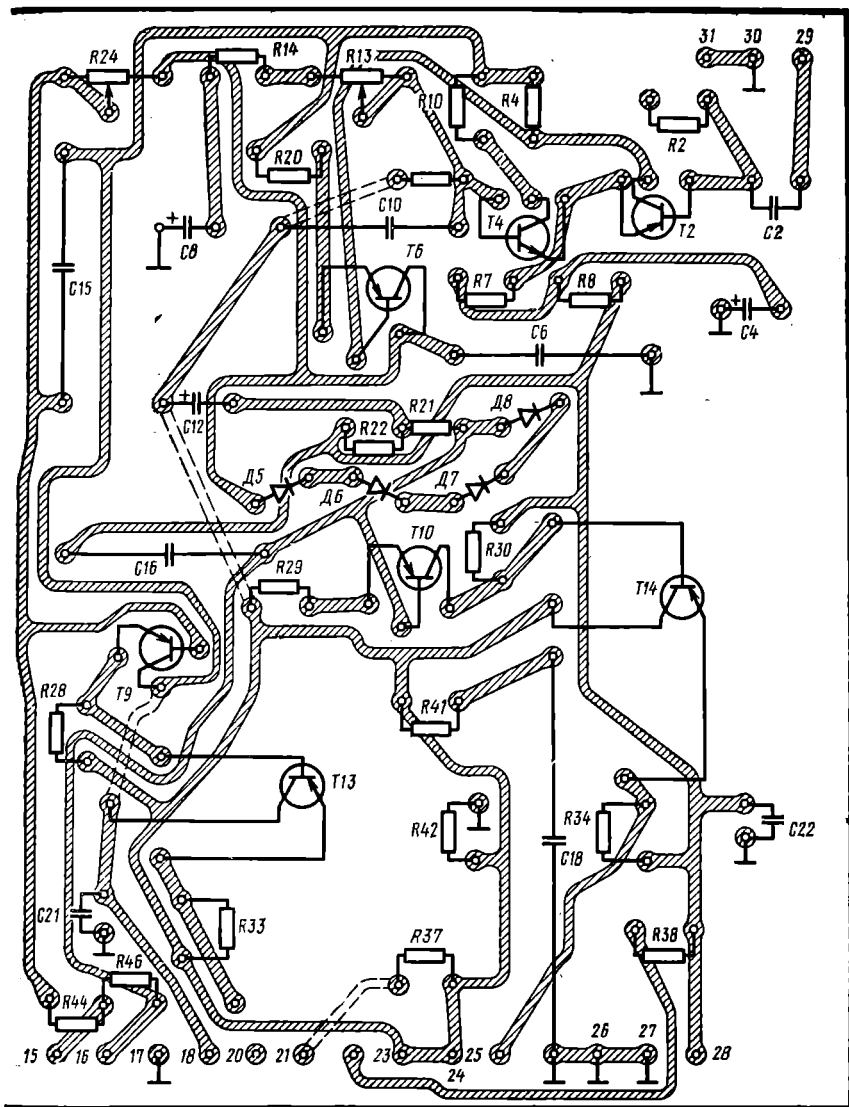 31 30 29
R24
R14
R13
R10
R4
R2
R20
C10
T4
T2
C2
C8
T6
R7
R8
C15
C4
C6
C12
R21
Д8
R22
Д5
Д6
Д7
T10
R30
C16
R29
T14
T9
R28
R41
T13
R42
R34
C22
C18
C21
R33
R37
R38
R46
R44
15 16 17 18 20 21 23 24 25 26 27 28